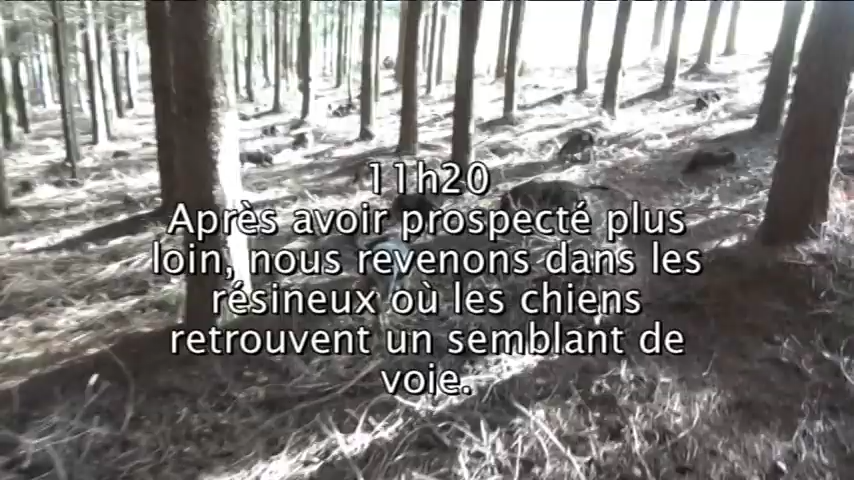 11h20
Après avoir prospecté plus
loin, nous revenons dans les
résineux où les chiens
retrouvent un semblant de
voie.